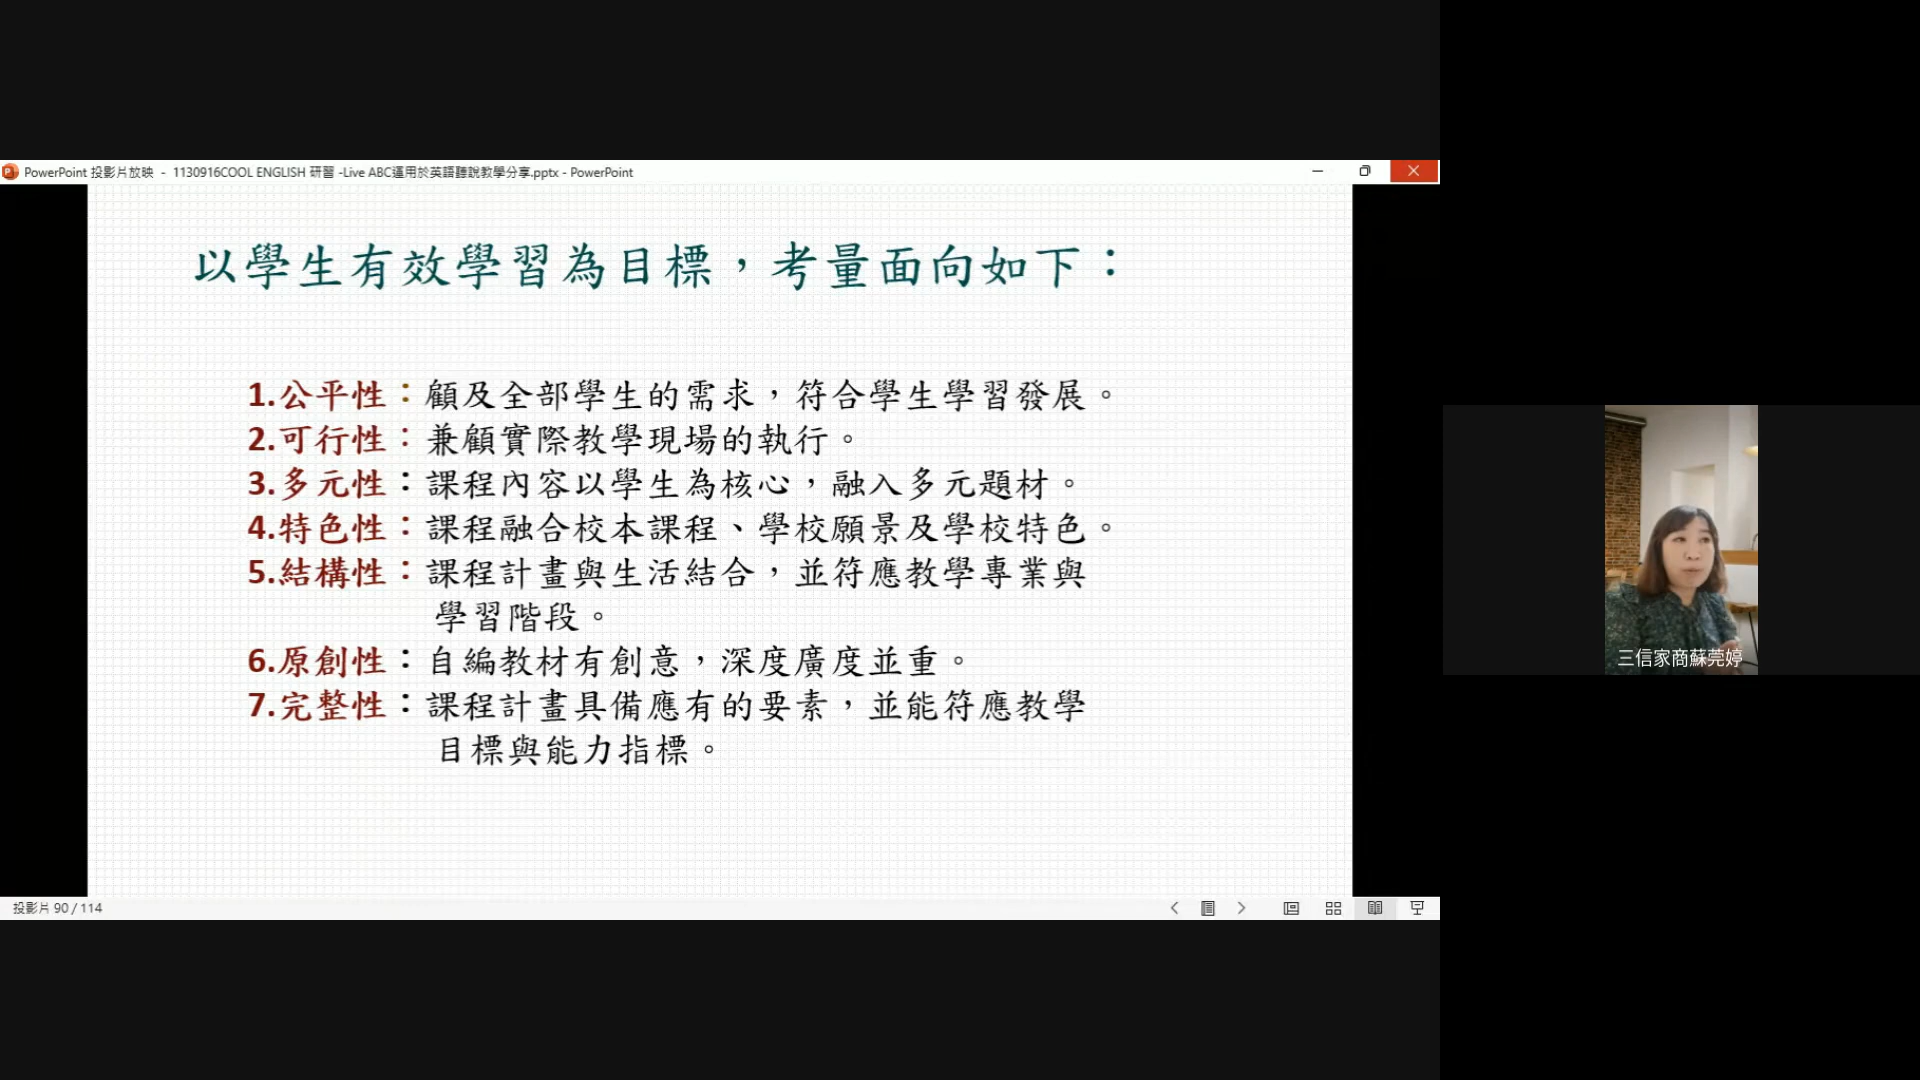 PowerPoint 投影片放映 - 1130916COOL ENGLISH 研習 -Live ABC運用於英語聽說教學分享.pptx - PowerPoint
以學生有效學習為目標，考量面向如下：
1.公平性：顧及全部學生的需求，符合學生學習發展。
2.可行性：兼顧實際教學現場的執行。
3.多元性：課程內容以學生為核心，融入多元題材。
4.特色性：課程融合校本課程、學校願景及學校特色。
5.結構性：課程計畫與生活結合，並符應教學專業與
學習階段。
6.原創性：自編教材有創意，深度廣度並重。
7.完整性：課程計畫具備應有的要素，並能符應教學
目標與能力指標。
三信家商蘇莞婷
投影片 90 / 114